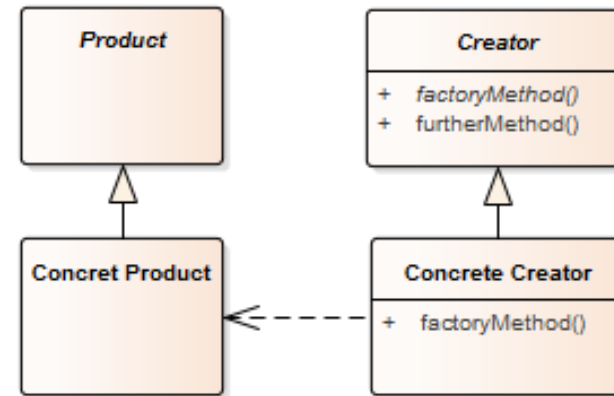 Product
Creator
+ factoryMethod()
+ furtherMethod()
Concret Product
Concrete Creator
+ factoryMethod()